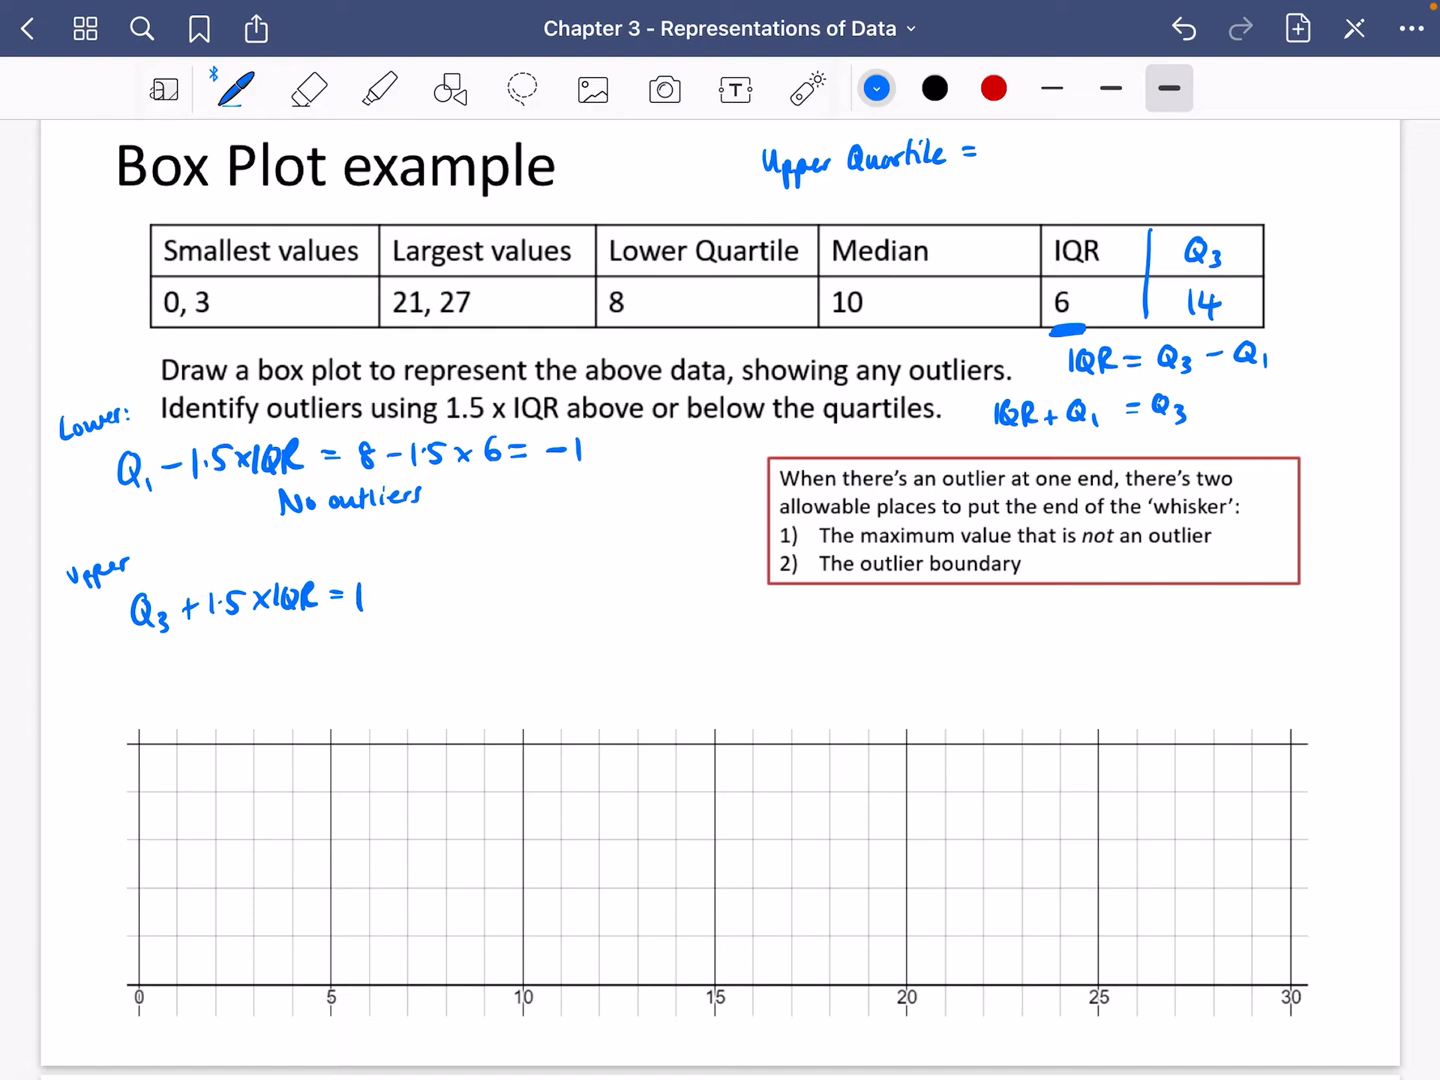 Chapter 3 - Representations of Data
Box Plot example
Upper Quartile =
Smallest values Largest values Lower Quartile Median IQR Q₃
0, 3 21, 27 8 10 6 14
IQR = Q₃ - Q₁
Draw a box plot to represent the above data, showing any outliers.
Identify outliers using 1.5 x IQR above or below the quartiles.
IQR + Q₁ = Q₃
Lower:
Q₁ - 1.5 × IQR = 8 - 1.5 × 6 = -1
No outliers
When there's an outlier at one end, there's two
allowable places to put the end of the 'whisker':
1) The maximum value that is not an outlier
2) The outlier boundary
Upper
Q₃ + 1.5 × IQR = 1
0 5 10 15 20 25 30